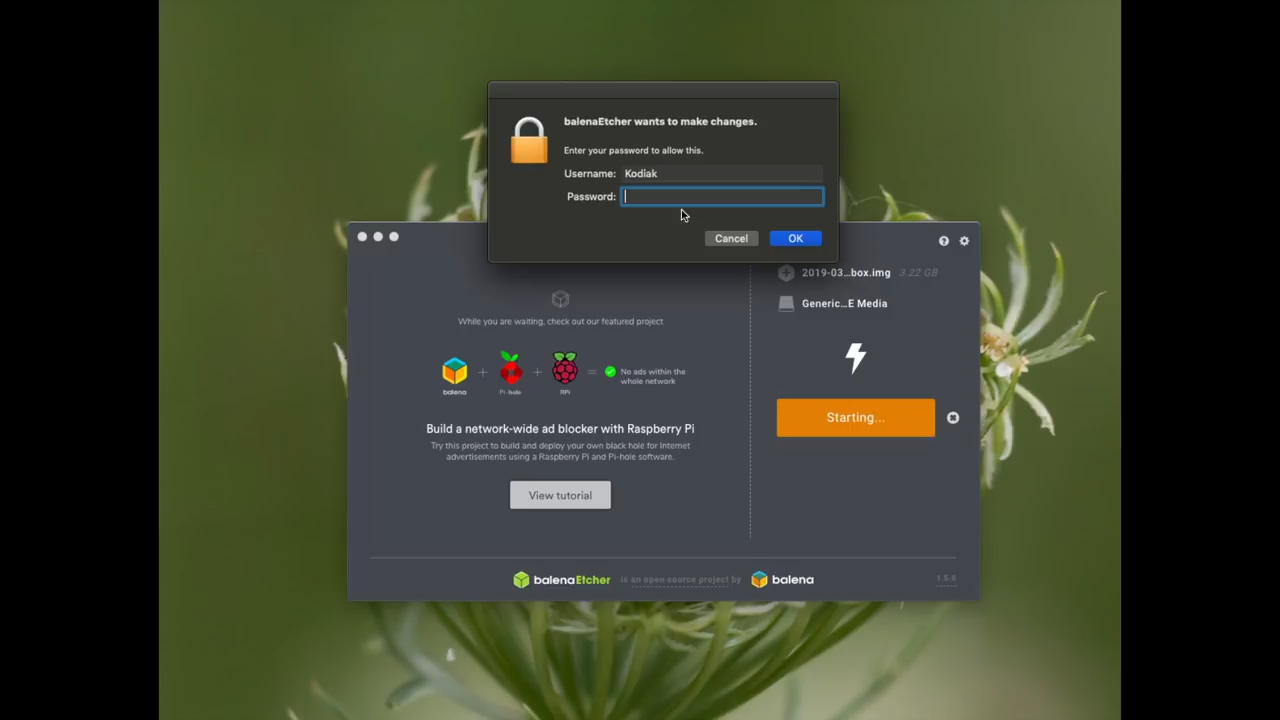 balenaEtcher wants to make changes.
Enter your password to allow this.
Username: Kodiak
Password:
Cancel OK
2019-03...box.img 3.22 GB
Generic...E Media
While you are waiting, check out our featured project
balena + Pi-hole + RPi = No ads within the
whole network
Build a network-wide ad blocker with Raspberry Pi
Try this project to build and deploy your own black hole for Internet
advertisements using a Raspberry Pi and Pi-hole software.
View tutorial
Starting...
balenaEtcher is an open source project by balena